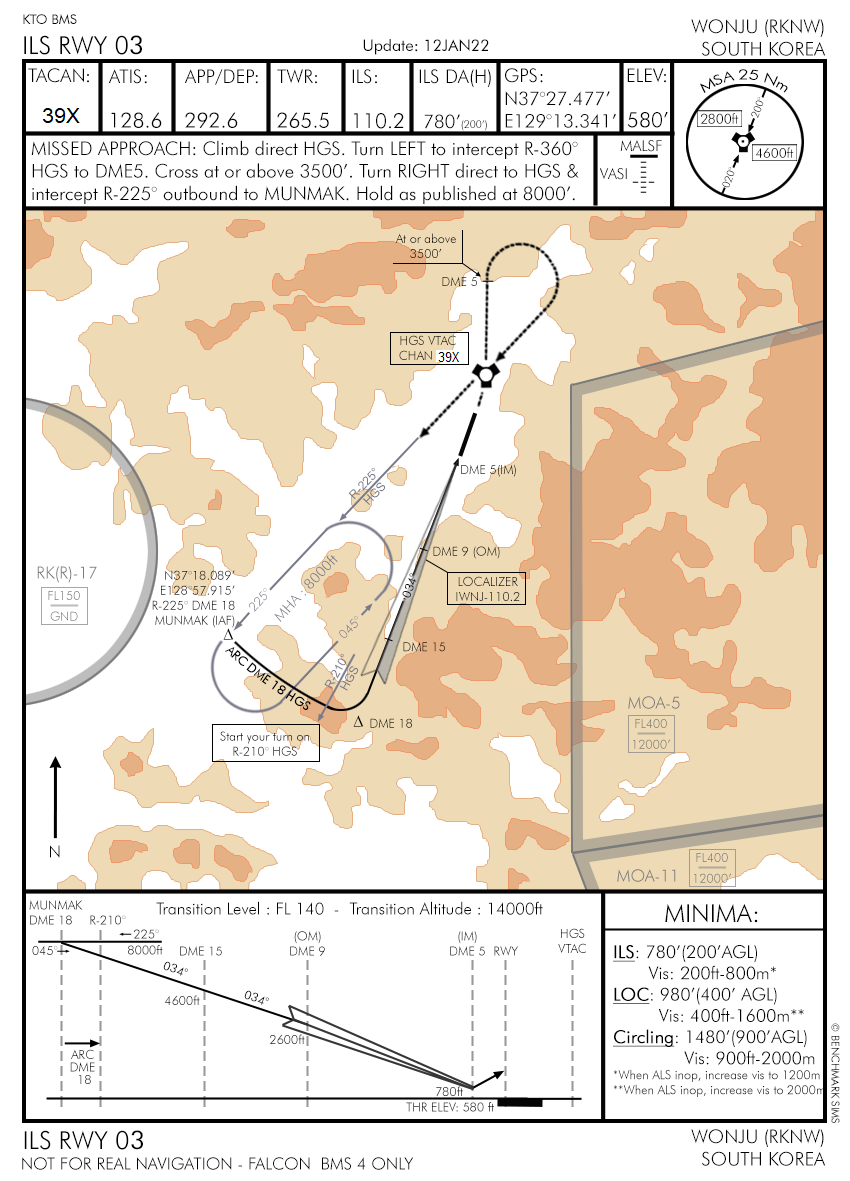 KTO BMS
ILS RWY 03
Update: 12JAN22
WONJU (RKNW)
SOUTH KOREA
TACAN:
39X
ATIS:
128.6
APP/DEP:
292.6
TWR:
265.5
ILS:
110.2
ILS DA(H)
780'(200')
GPS:
N37°27.477'
E129°13.341'
ELEV:
580'
MSA 25 Nm
2800ft
200°
4600ft
020°
MISSED APPROACH: Climb direct HGS. Turn LEFT to intercept R-360°
HGS to DME5. Cross at or above 3500'. Turn RIGHT direct to HGS &
intercept R-225° outbound to MUNMAK. Hold as published at 8000'.
MALSF
VASI
At or above
3500'
DME 5
HGS VTAC
CHAN 39X
DME 5(IM)
R-225°
HGS
DME 9 (OM)
LOCALIZER
IWNJ-110.2
034°
RK(R)-17
FL150
GND
N37°18.089'
E128°57.915'
R-225° DME 18
MUNMAK (IAF)
225°
MHA : 8000ft
045°
DME 15
R-210°
HGS
ARC DME 18 HGS
DME 18
Start your turn on
R-210° HGS
MOA-5
FL400
12000'
N
MOA-11
FL400
12000'
MUNMAK
DME 18
R-210°
Transition Level : FL 140 - Transition Altitude : 14000ft
225°
045°
8000ft
DME 15
(OM)
DME 9
(IM)
DME 5
RWY
HGS
VTAC
034°
4600ft
034°
2600ft
ARC
DME
18
780ft
THR ELEV: 580 ft
MINIMA:
ILS: 780'(200'AGL)
Vis: 200ft-800m*
LOC: 980'(400' AGL)
Vis: 400ft-1600m**
Circling: 1480'(900'AGL)
Vis: 900ft-2000m
*When ALS inop, increase vis to 1200m
**When ALS inop, increase vis to 2000m
© BENCHMARK SIMS
ILS RWY 03
NOT FOR REAL NAVIGATION - FALCON BMS 4 ONLY
WONJU (RKNW)
SOUTH KOREA